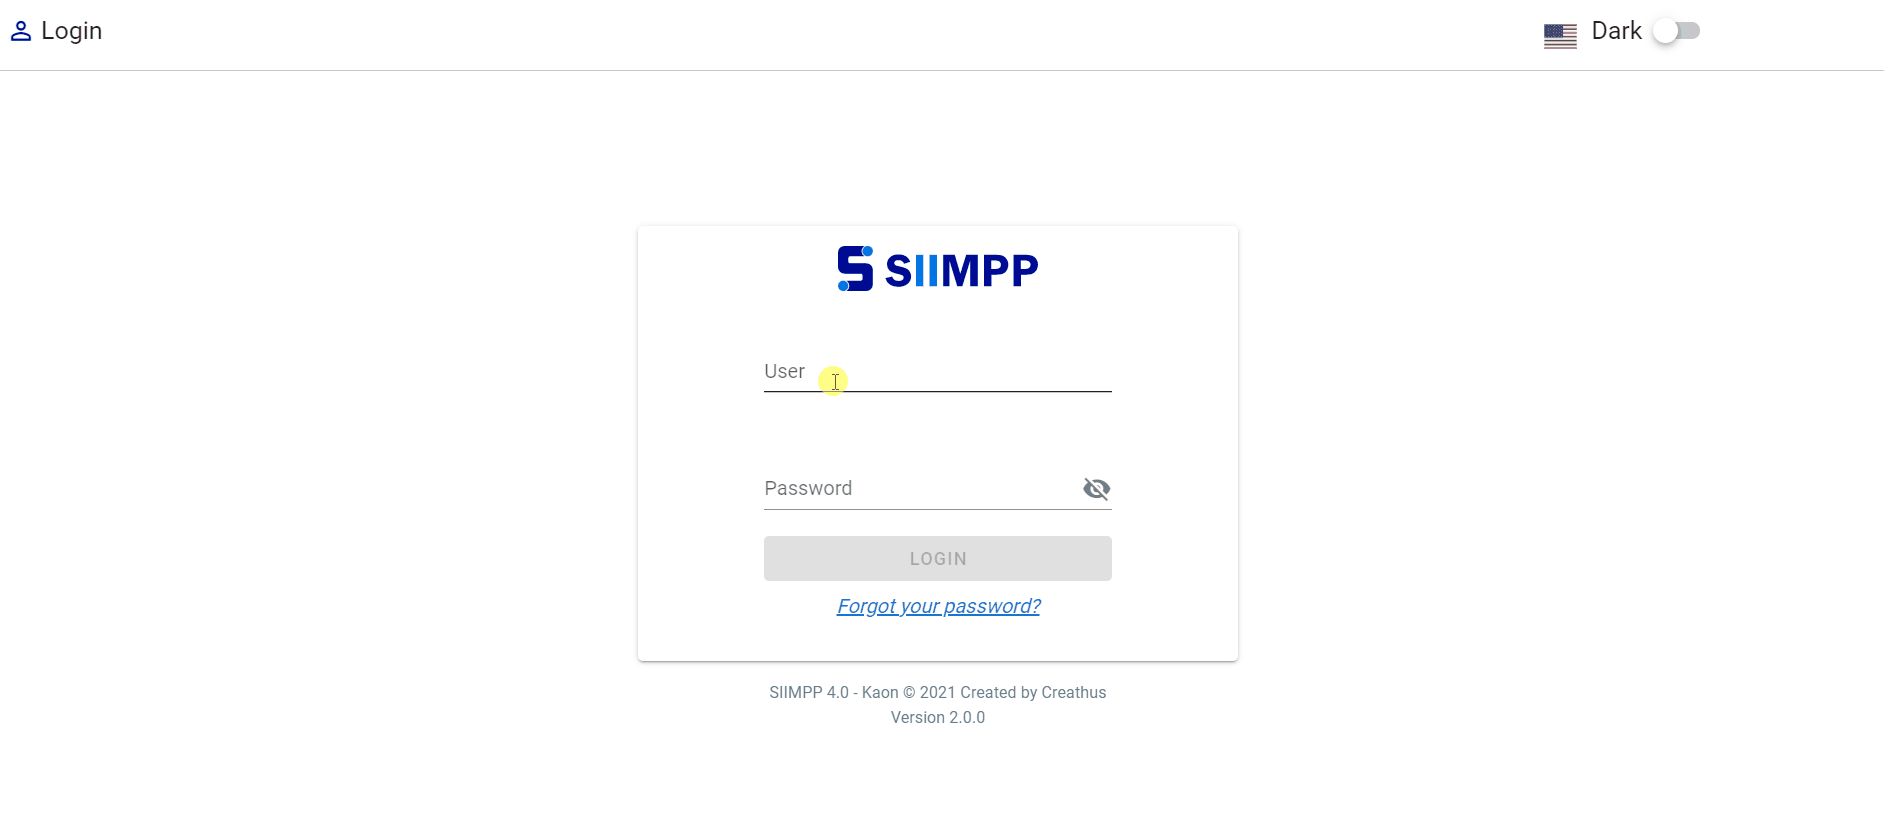 Login
Dark
SIIMPP
User
Password
LOGIN
Forgot your password?
SIIMPP 4.0 - Kaon © 2021 Created by Creathus
Version 2.0.0